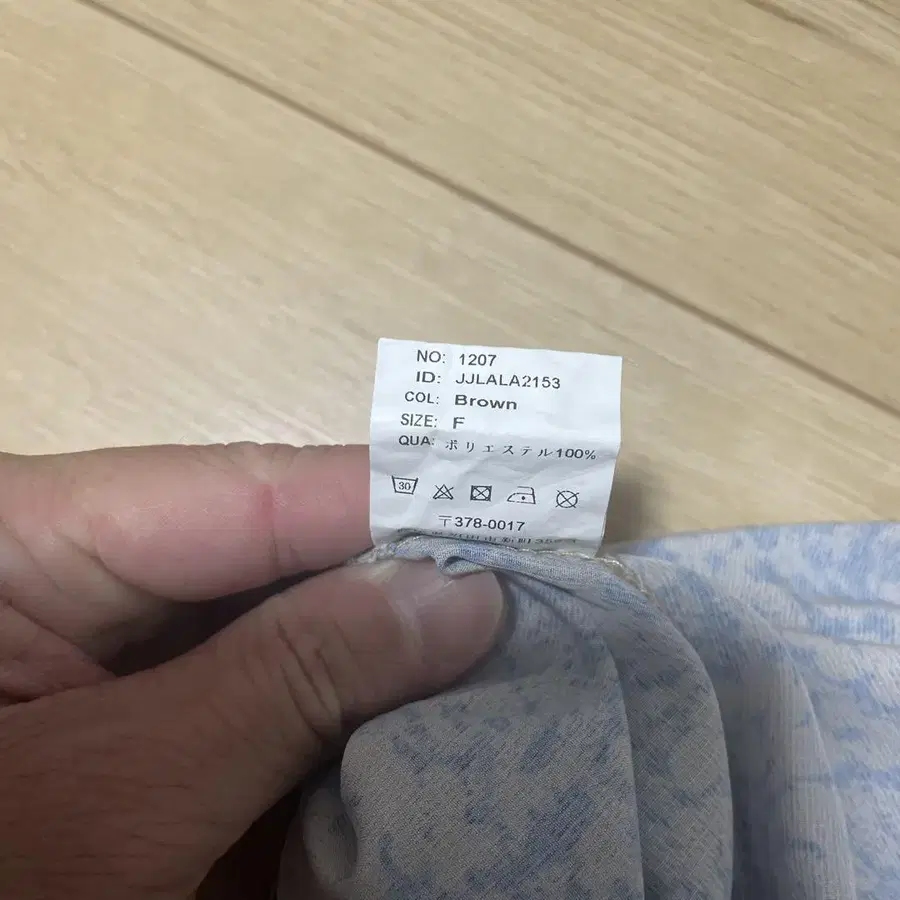 NO: 1207
ID: JJLALA2153
COL: Brown
SIZE: F
QUA: ポリエステル100%
30
〒378-0017